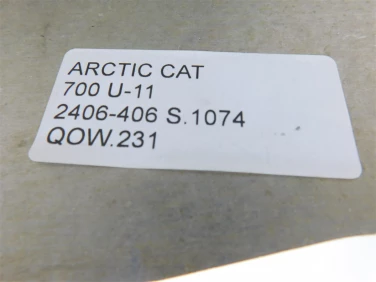 ARCTIC CAT
700 U-11
2406-406 S.1074
QOW.231